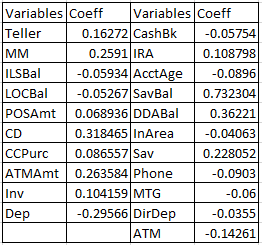 Variables Coeff Variables Coeff
Teller 0.16272 CashBk -0.05754
MM 0.2591 IRA 0.108798
ILSBal -0.05934 AcctAge -0.0896
LOCBal -0.05267 SavBal 0.732304
POSAmt 0.068936 DDABal 0.36221
CD 0.318465 InArea -0.04063
CCPurc 0.086557 Sav 0.228052
ATMAmt 0.263584 Phone -0.0903
Inv 0.104159 MTG -0.06
Dep -0.29566 DirDep -0.0355
ATM -0.14261